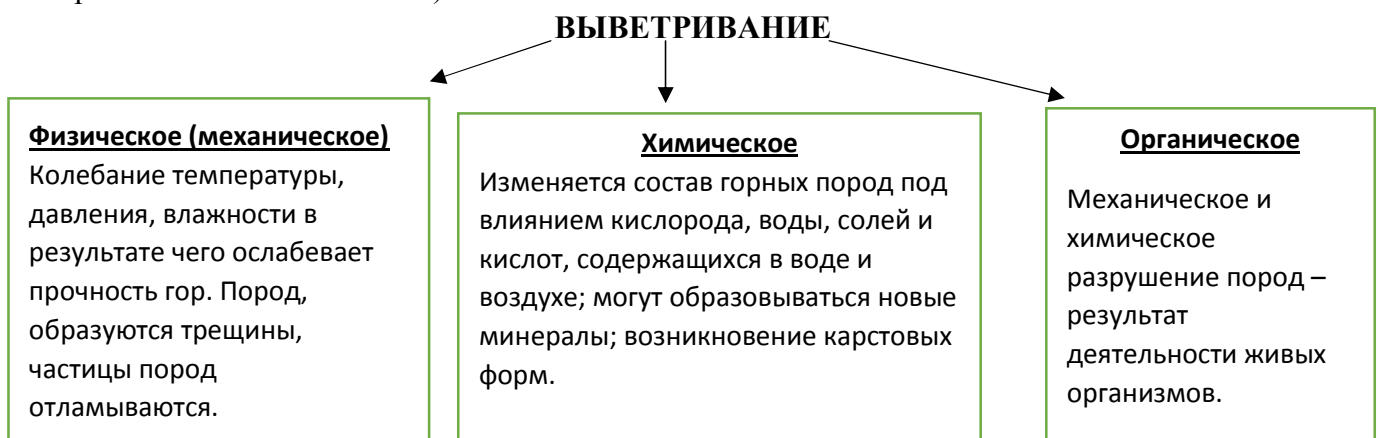 ВЫВЕТРИВАНИЕ
Физическое (механическое)
Колебание температуры,
давления, влажности в
результате чего ослабевает
прочность гор. Пород,
образуются трещины,
частицы пород
отламываются.
Химическое
Изменяется состав горных пород под
влиянием кислорода, воды, солей и
кислот, содержащихся в воде и
воздухе; могут образовываться новые
минералы; возникновение карстовых
форм.
Органическое
Механическое и
химическое
разрушение пород –
результат
деятельности живых
организмов.